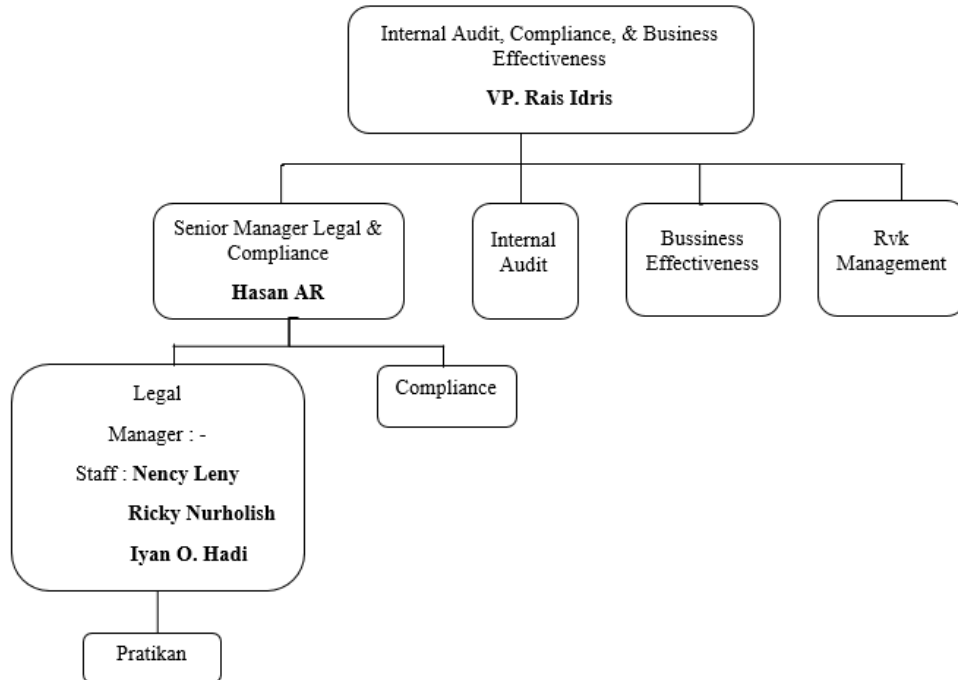 Internal Audit, Compliance, & Business
Effectiveness
VP. Rais Idris
Senior Manager Legal &
Compliance
Hasan AR
Internal
Audit
Bussiness
Effectiveness
Rvk
Management
Legal
Manager : -
Staff : Nency Leny
Ricky Nurholish
Iyan O. Hadi
Compliance
Pratikan